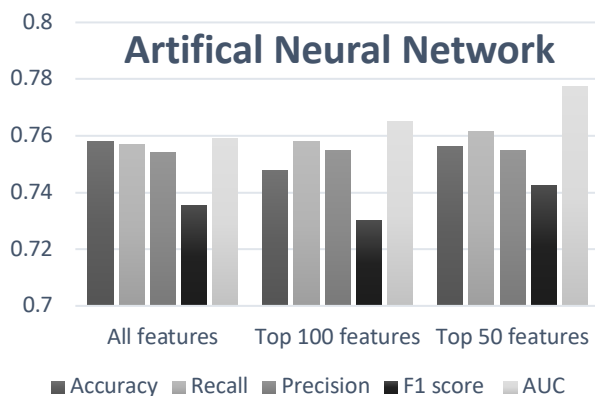 Artifical Neural Network
0.8
0.78
0.76
0.74
0.72
0.7
All features Top 100 features Top 50 features
Accuracy Recall Precision F1 score AUC